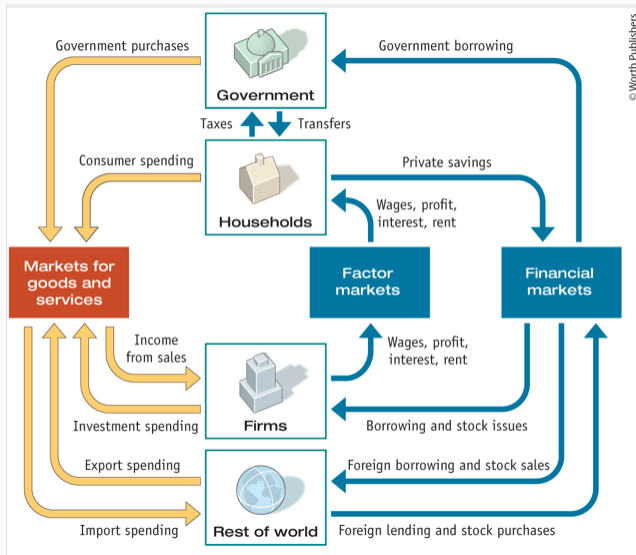 © Worth Publishers
Government purchases
Government borrowing
Government
Taxes
Transfers
Consumer spending
Private savings
Households
Wages, profit,
interest, rent
Markets for
goods and
services
Factor
markets
Financial
markets
Income
from sales
Wages, profit,
interest, rent
Investment spending
Firms
Borrowing and stock issues
Export spending
Foreign borrowing and stock sales
Import spending
Rest of world
Foreign lending and stock purchases